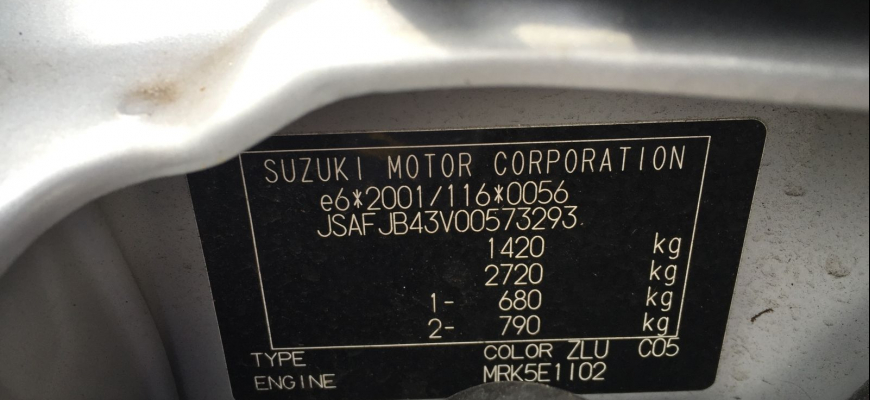 SUZUKI MOTOR CORPORATION
e6*2001/116*0056
JSAFJB43V00573293
1420 kg
2720 kg
1- 680 kg
2- 790 kg
TYPE COLOR ZLU C05
ENGINE MRK5E1102